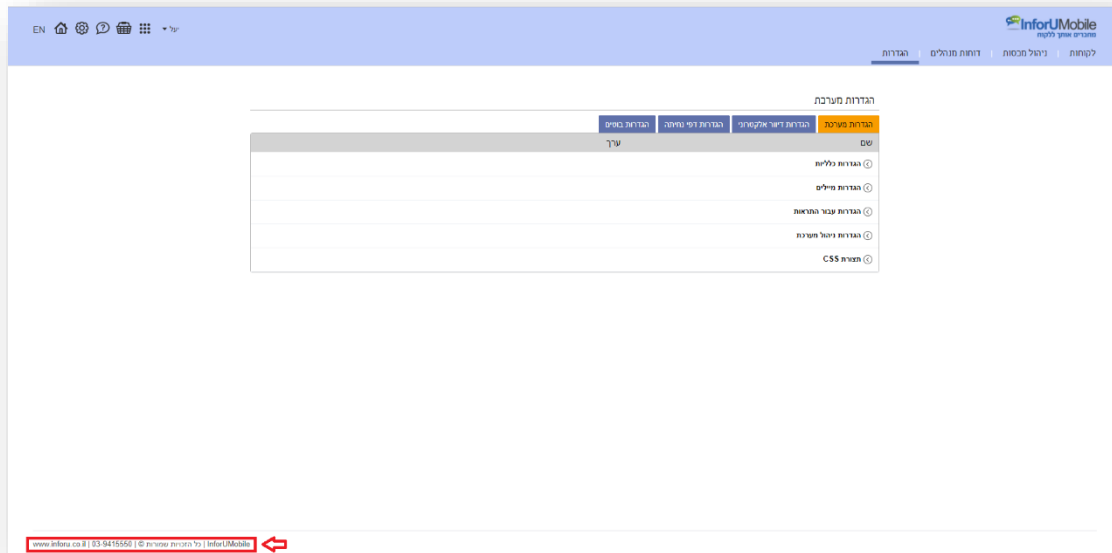 InforUMobile
מחברים אותך ללקוח
יעל
EN
לקוחות | ניהול מכסות | דוחות מנהלים | הגדרות
הגדרות מערכת
הגדרות מערכת הגדרות דיוור אלקטרוני הגדרות דפי נחיתה הגדרות בוטים
שם ערך
הגדרות כלליות
הגדרות מיילים
הגדרות עבור התראות
הגדרות ניהול מערכת
תצורת CSS
InforUMobile | כל הזכויות שמורות © | 03-9415550 | www.inforu.co.il